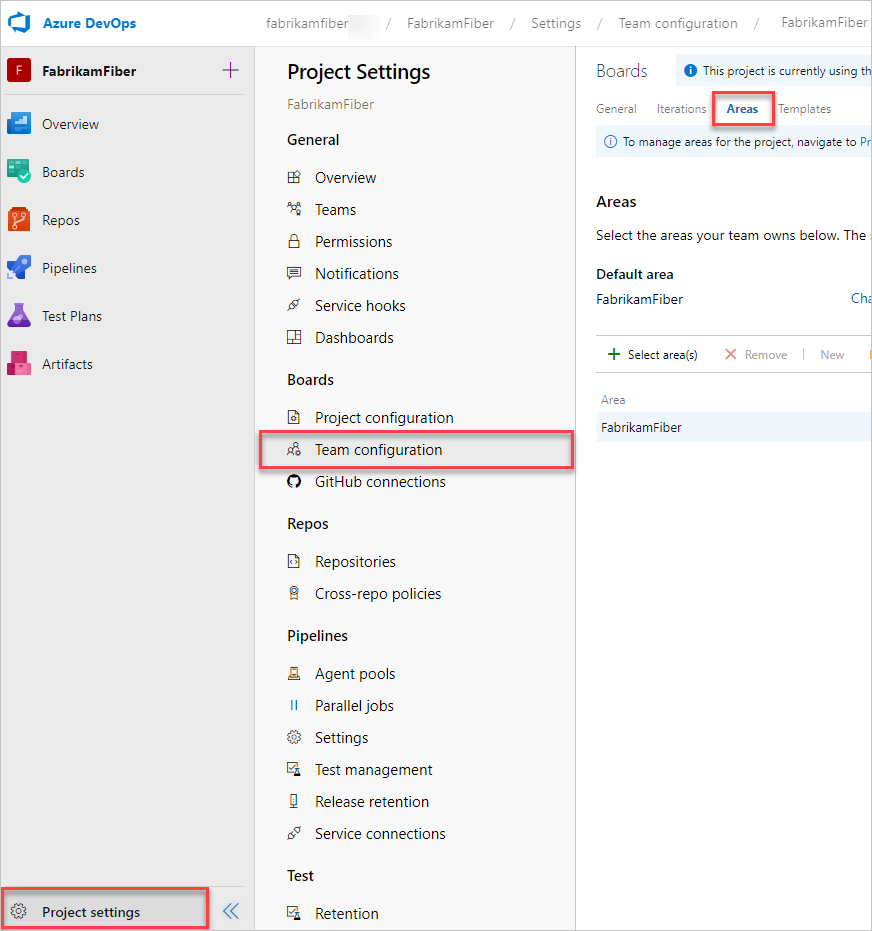 Azure DevOps
fabrikamfiber / FabrikamFiber / Settings / Team configuration / FabrikamFiber
F FabrikamFiber
Overview
Boards
Repos
Pipelines
Test Plans
Artifacts
Project settings
Project Settings
FabrikamFiber
General
Overview
Teams
Permissions
Notifications
Service hooks
Dashboards
Boards
Project configuration
Team configuration
GitHub connections
Repos
Repositories
Cross-repo policies
Pipelines
Agent pools
Parallel jobs
Settings
Test management
Release retention
Service connections
Test
Retention
Boards
This project is currently using th
General Iterations Areas Templates
To manage areas for the project, navigate to Pr
Areas
Select the areas your team owns below. The s
Default area
FabrikamFiber
Cha
Select area(s) Remove New
Area
FabrikamFiber